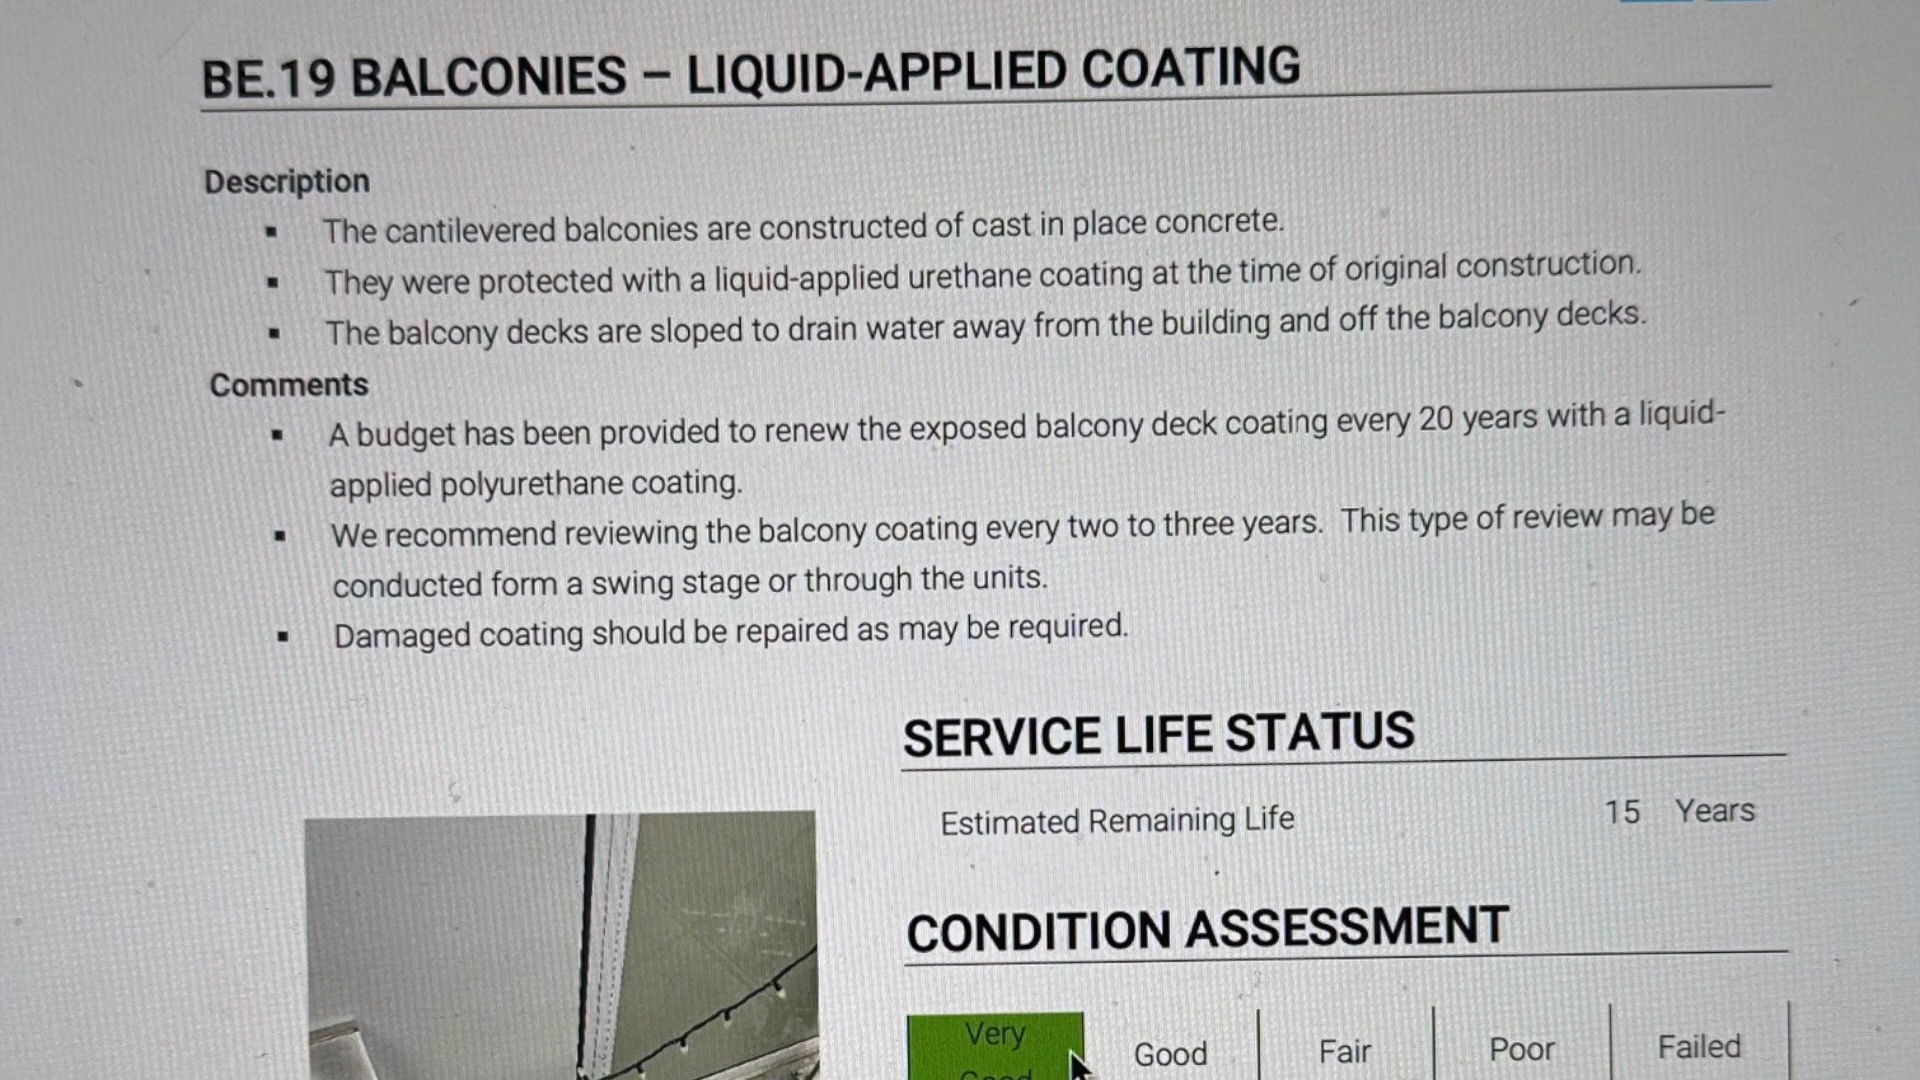 BE.19 BALCONIES – LIQUID-APPLIED COATING
Description
▪ The cantilevered balconies are constructed of cast in place concrete.
▪ They were protected with a liquid-applied urethane coating at the time of original construction.
▪ The balcony decks are sloped to drain water away from the building and off the balcony decks.
Comments
▪ A budget has been provided to renew the exposed balcony deck coating every 20 years with a liquid-
applied polyurethane coating.
▪ We recommend reviewing the balcony coating every two to three years. This type of review may be
conducted form a swing stage or through the units.
▪ Damaged coating should be repaired as may be required.
SERVICE LIFE STATUS
Estimated Remaining Life 15 Years
CONDITION ASSESSMENT
Very
Good
Good Fair Poor Failed